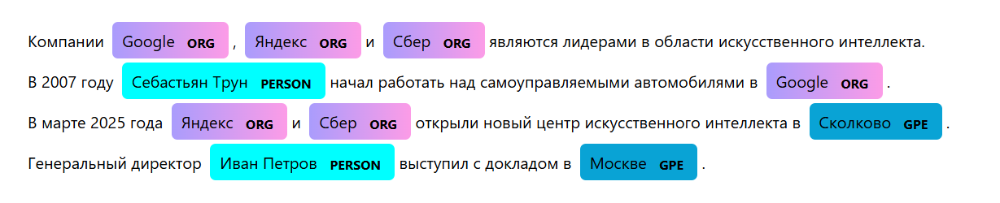 Компании Google ORG , Яндекс ORG и Сбер ORG являются лидерами в области искусственного интеллекта.
В 2007 году Себастьян Трун PERSON начал работать над самоуправляемыми автомобилями в Google ORG .
В марте 2025 года Яндекс ORG и Сбер ORG открыли новый центр искусственного интеллекта в Сколково GPE .
Генеральный директор Иван Петров PERSON выступил с докладом в Москве GPE .